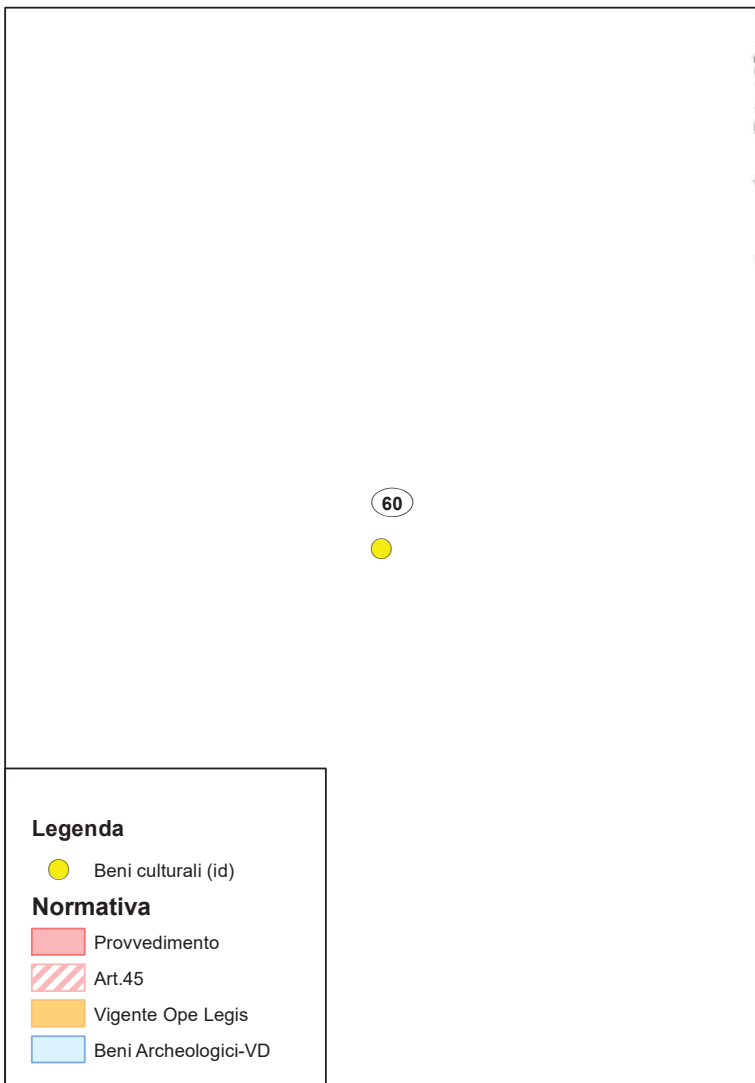 60
Legenda
Beni culturali (id)
Normativa
Provvedimento
Art.45
Vigente Ope Legis
Beni Archeologici-VD